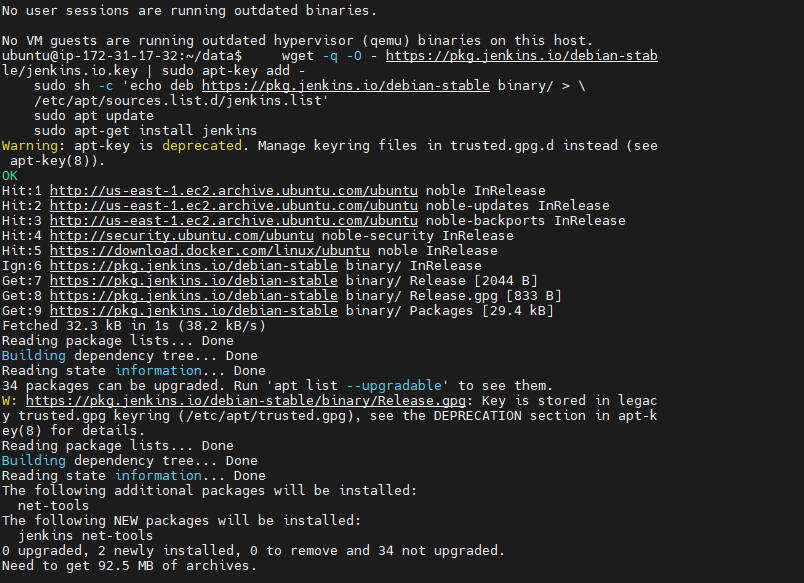 No user sessions are running outdated binaries.
No VM guests are running outdated hypervisor (qemu) binaries on this host.
ubuntu@ip-172-31-17-32:~/data$     wget -q -O - https://pkg.jenkins.io/debian-stab
le/jenkins.io.key | sudo apt-key add -
    sudo sh -c 'echo deb https://pkg.jenkins.io/debian-stable binary/ > \
    /etc/apt/sources.list.d/jenkins.list'
    sudo apt update
    sudo apt-get install jenkins
Warning: apt-key is deprecated. Manage keyring files in trusted.gpg.d instead (see
 apt-key(8)).
OK
Hit:1 http://us-east-1.ec2.archive.ubuntu.com/ubuntu noble InRelease
Hit:2 http://us-east-1.ec2.archive.ubuntu.com/ubuntu noble-updates InRelease
Hit:3 http://us-east-1.ec2.archive.ubuntu.com/ubuntu noble-backports InRelease
Hit:4 http://security.ubuntu.com/ubuntu noble-security InRelease
Hit:5 https://download.docker.com/linux/ubuntu noble InRelease
Ign:6 https://pkg.jenkins.io/debian-stable binary/ InRelease
Get:7 https://pkg.jenkins.io/debian-stable binary/ Release [2044 B]
Get:8 https://pkg.jenkins.io/debian-stable binary/ Release.gpg [833 B]
Get:9 https://pkg.jenkins.io/debian-stable binary/ Packages [29.4 kB]
Fetched 32.3 kB in 1s (38.2 kB/s)
Reading package lists... Done
Building dependency tree... Done
Reading state information... Done
34 packages can be upgraded. Run 'apt list --upgradable' to see them.
W: https://pkg.jenkins.io/debian-stable/binary/Release.gpg: Key is stored in legac
y trusted.gpg keyring (/etc/apt/trusted.gpg), see the DEPRECATION section in apt-k
ey(8) for details.
Reading package lists... Done
Building dependency tree... Done
Reading state information... Done
The following additional packages will be installed:
  net-tools
The following NEW packages will be installed:
  jenkins net-tools
0 upgraded, 2 newly installed, 0 to remove and 34 not upgraded.
Need to get 92.5 MB of archives.